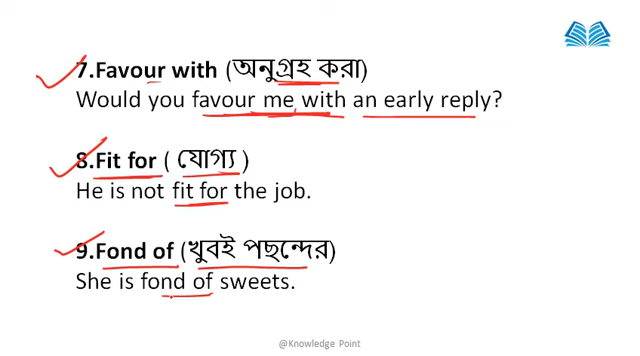 7.Favour with (অনুগ্রহ করা)
Would you favour me with an early reply?
8.Fit for ( যোগ্য )
He is not fit for the job.
9.Fond of (খুবই পছন্দের)
She is fond of sweets.
@Knowledge Point